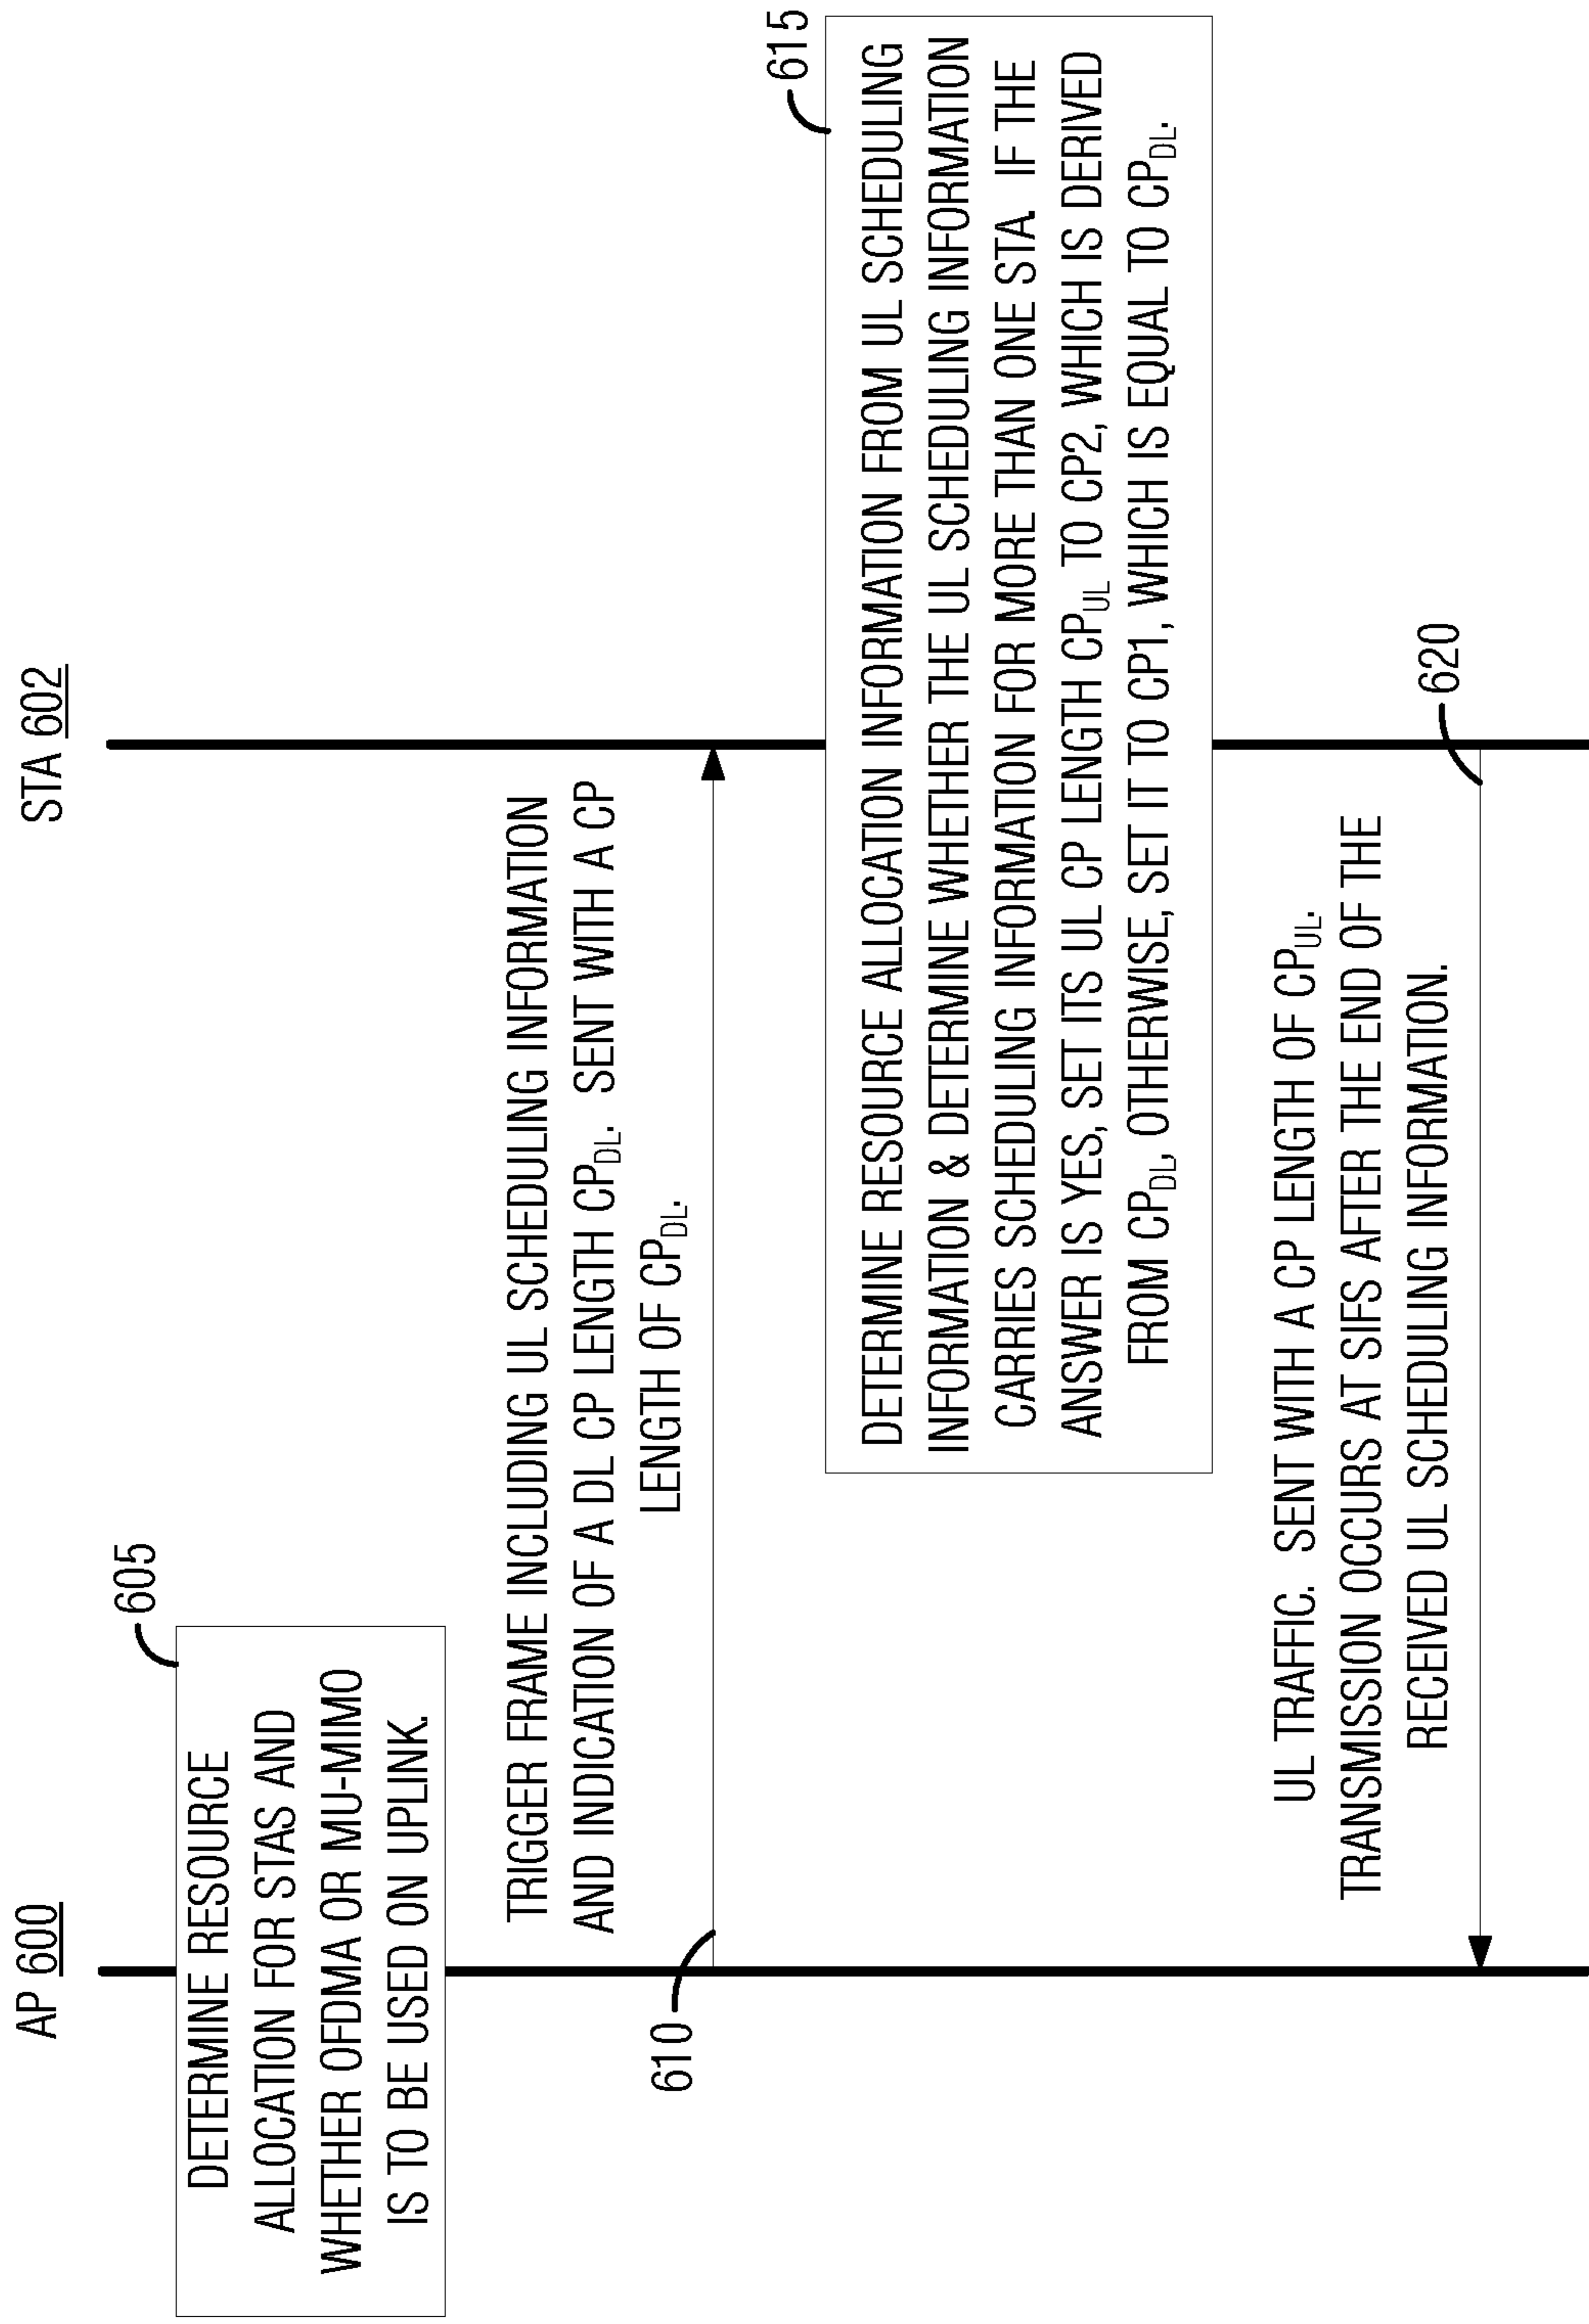 AP 600
STA 602
605
DETERMINE RESOURCE
ALLOCATION FOR STAS AND
WHETHER OFDMA OR MU-MIMO
IS TO BE USED ON UPLINK.
TRIGGER FRAME INCLUDING UL SCHEDULING INFORMATION
AND INDICATION OF A DL CP LENGTH CPDL. SENT WITH A CP
LENGTH OF CPDL.
610
615
DETERMINE RESOURCE ALLOCATION INFORMATION FROM UL SCHEDULING
INFORMATION & DETERMINE WHETHER THE UL SCHEDULING INFORMATION
CARRIES SCHEDULING INFORMATION FOR MORE THAN ONE STA. IF THE
ANSWER IS YES, SET ITS UL CP LENGTH CPUL TO CP2, WHICH IS DERIVED
FROM CPDL, OTHERWISE, SET IT TO CP1, WHICH IS EQUAL TO CPDL.
UL TRAFFIC. SENT WITH A CP LENGTH OF CPUL.
TRANSMISSION OCCURS AT SIFS AFTER THE END OF THE
RECEIVED UL SCHEDULING INFORMATION.
620